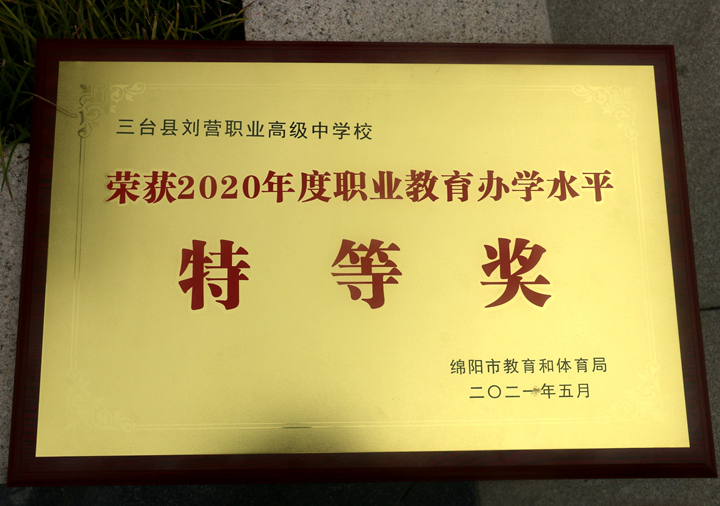 三台县刘营职业高级中学校
荣获2020年度职业教育办学水平
特等奖
绵阳市教育和体育局
二〇二一年五月